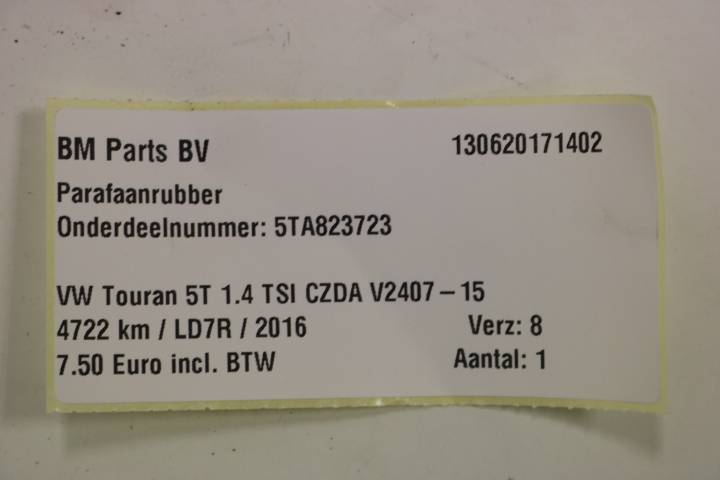 BM Parts BV 130620171402
Parafaanrubber
Onderdeelnummer: 5TA823723
VW Touran 5T 1.4 TSI CZDA V2407-15
4722 km / LD7R / 2016 Verz: 8
7.50 Euro incl. BTW Aantal: 1